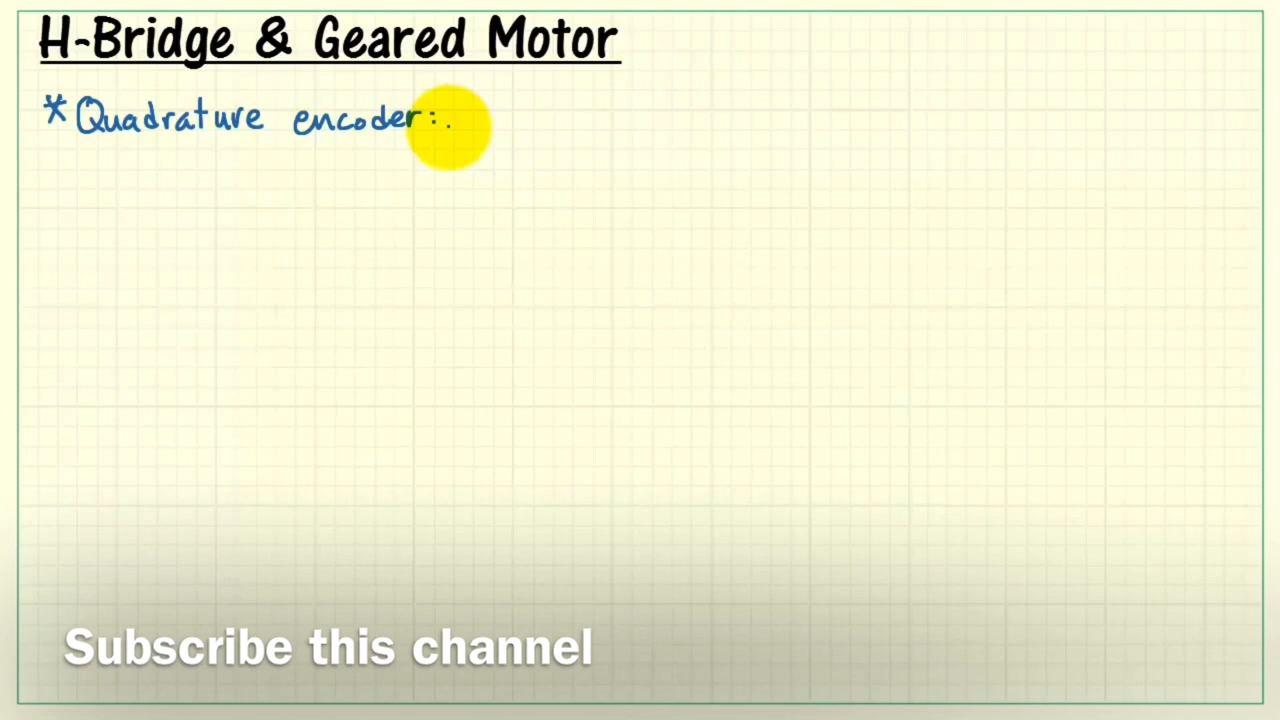 H-Bridge & Geared Motor
*Quadrature encoder:.
Subscribe this channel